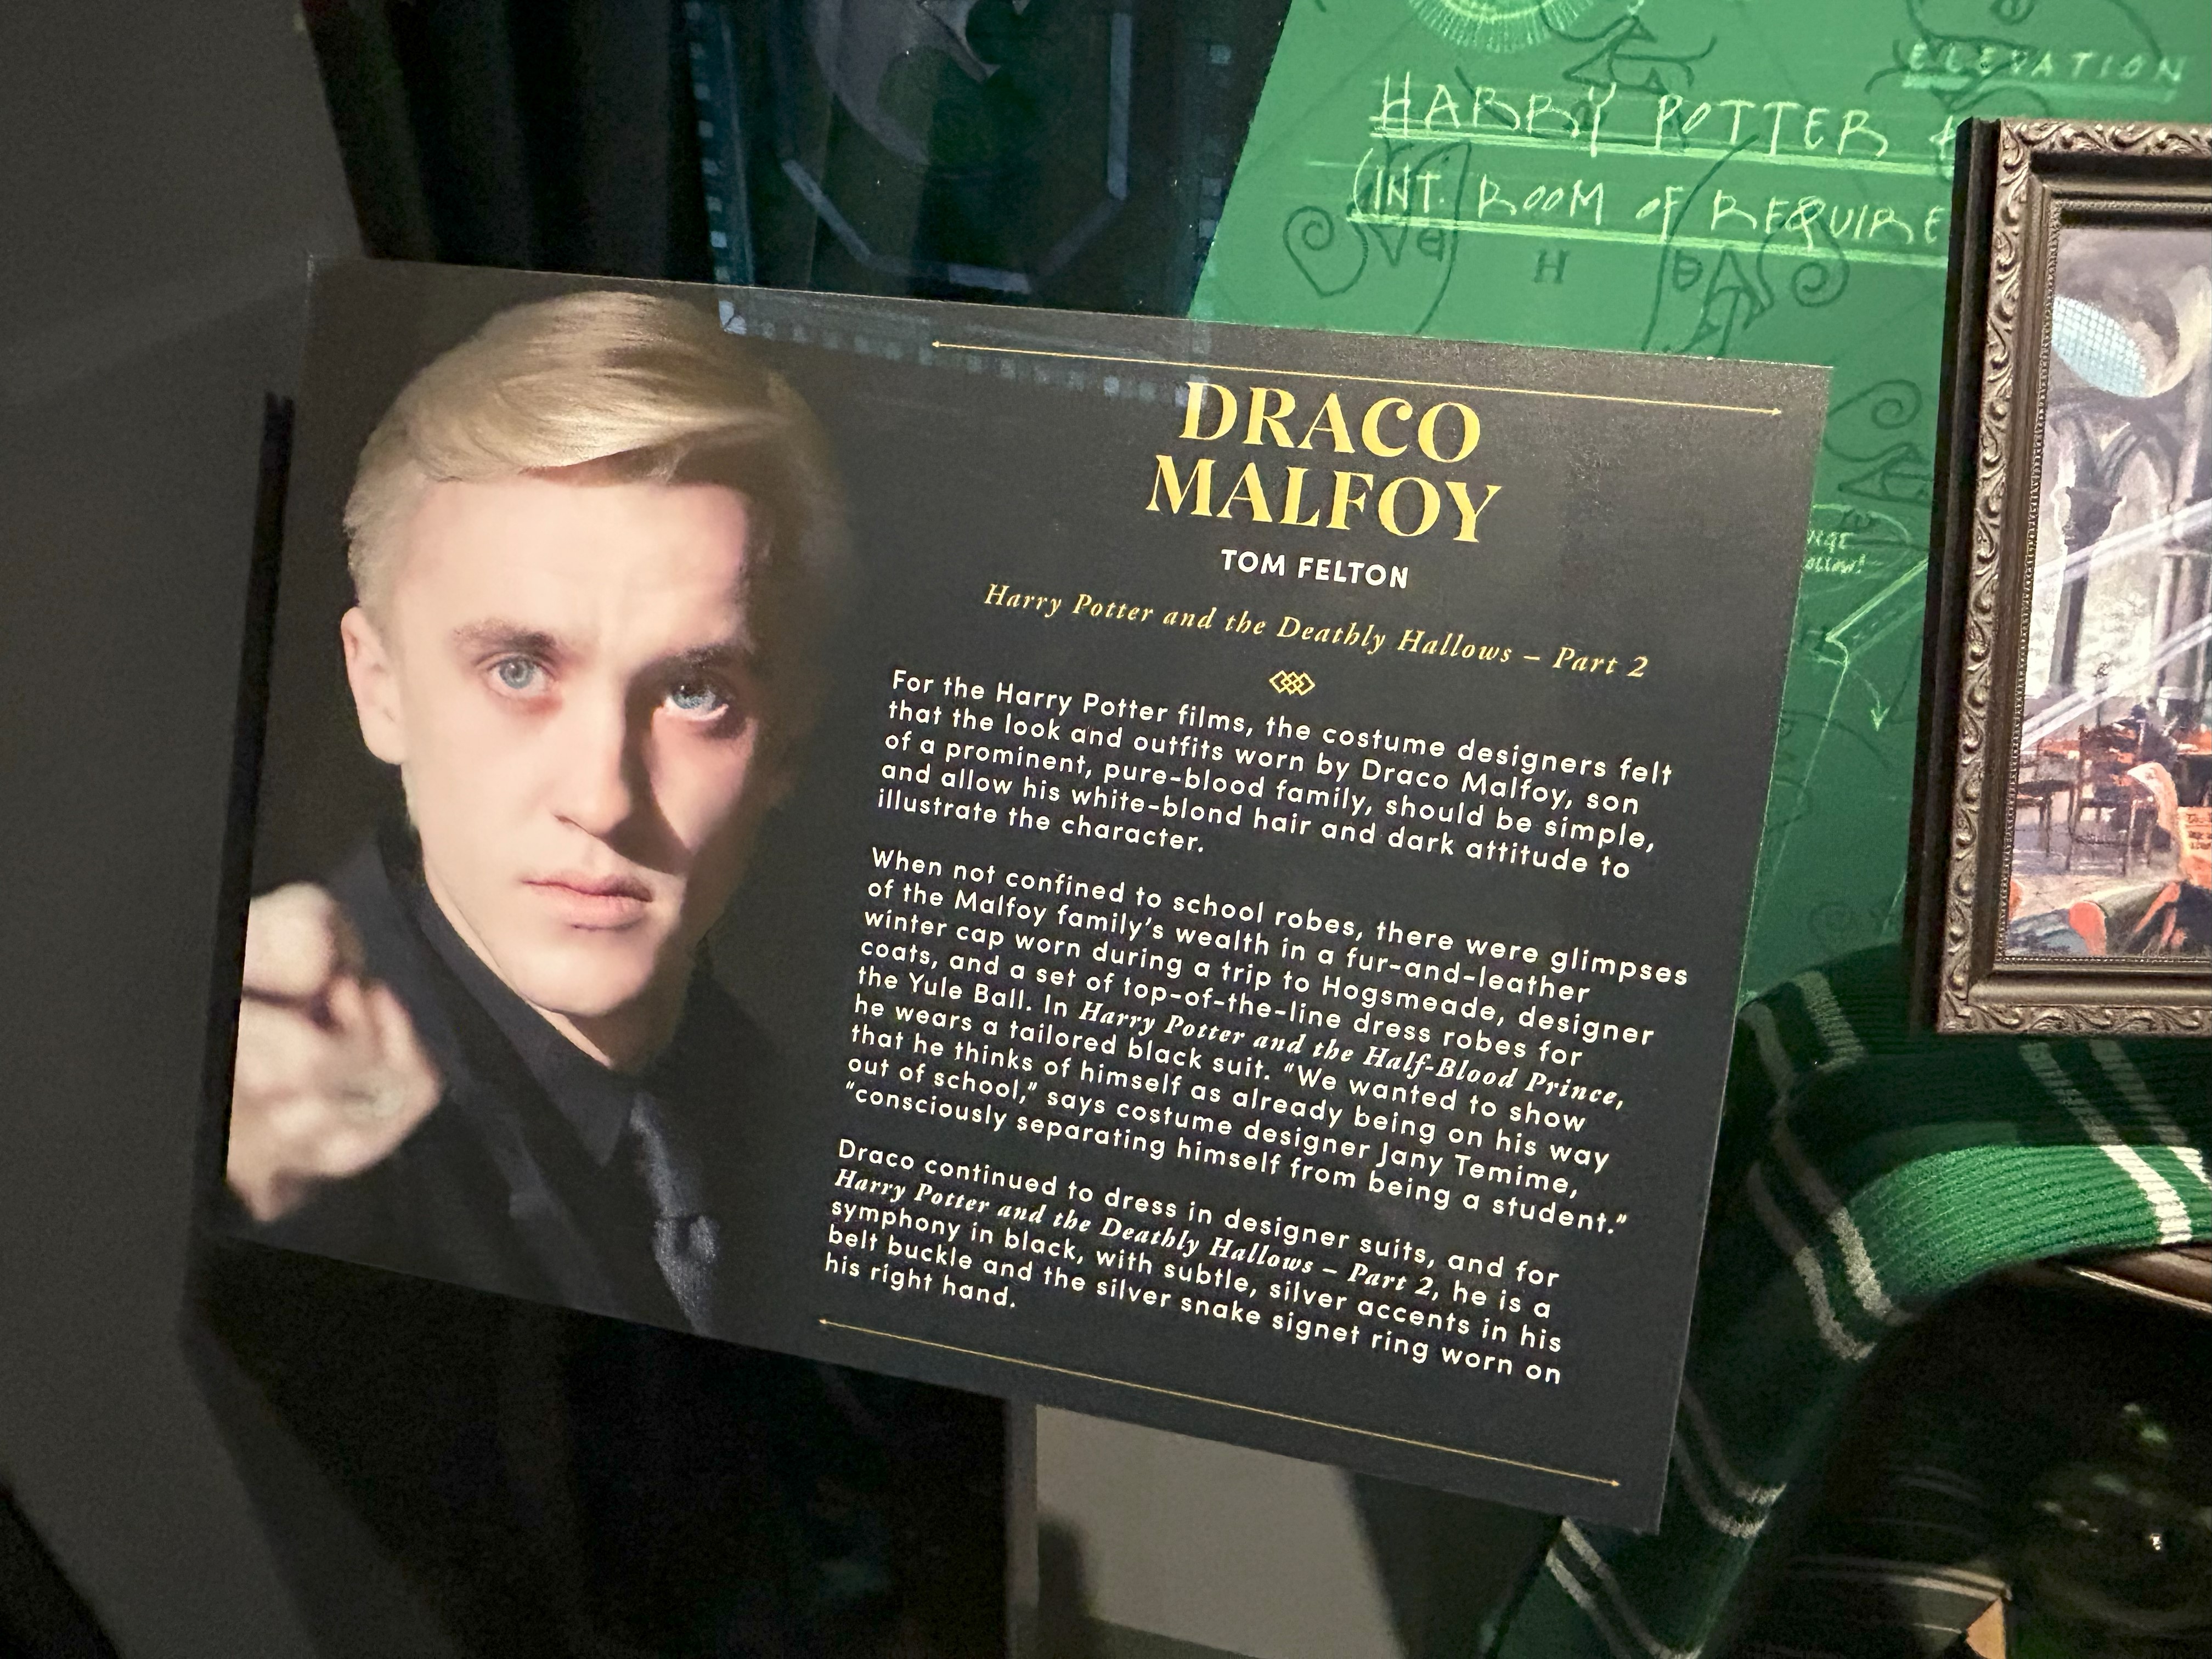 ELEVATION
HARRY POTTER &
(INT. ROOM OF REQUIRE
H
DRACO
MALFOY
TOM FELTON
Harry Potter and the Deathly Hallows – Part 2
For the Harry Potter films, the costume designers felt
that the look and outfits worn by Draco Malfoy, son
of a prominent, pure-blood family, should be simple,
and allow his white-blond hair and dark attitude to
illustrate the character.
When not confined to school robes, there were glimpses
of the Malfoy family’s wealth in a fur-and-leather
winter cap worn during a trip to Hogsmeade, designer
coats, and a set of top-of-the-line dress robes for
the Yule Ball. In Harry Potter and the Half-Blood Prince,
he wears a tailored black suit. “We wanted to show
that he thinks of himself as already being on his way
out of school,” says costume designer Jany Temime,
“consciously separating himself from being a student.”
Draco continued to dress in designer suits, and for
Harry Potter and the Deathly Hallows – Part 2, he is a
symphony in black, with subtle, silver accents in his
belt buckle and the silver snake signet ring worn on
his right hand.